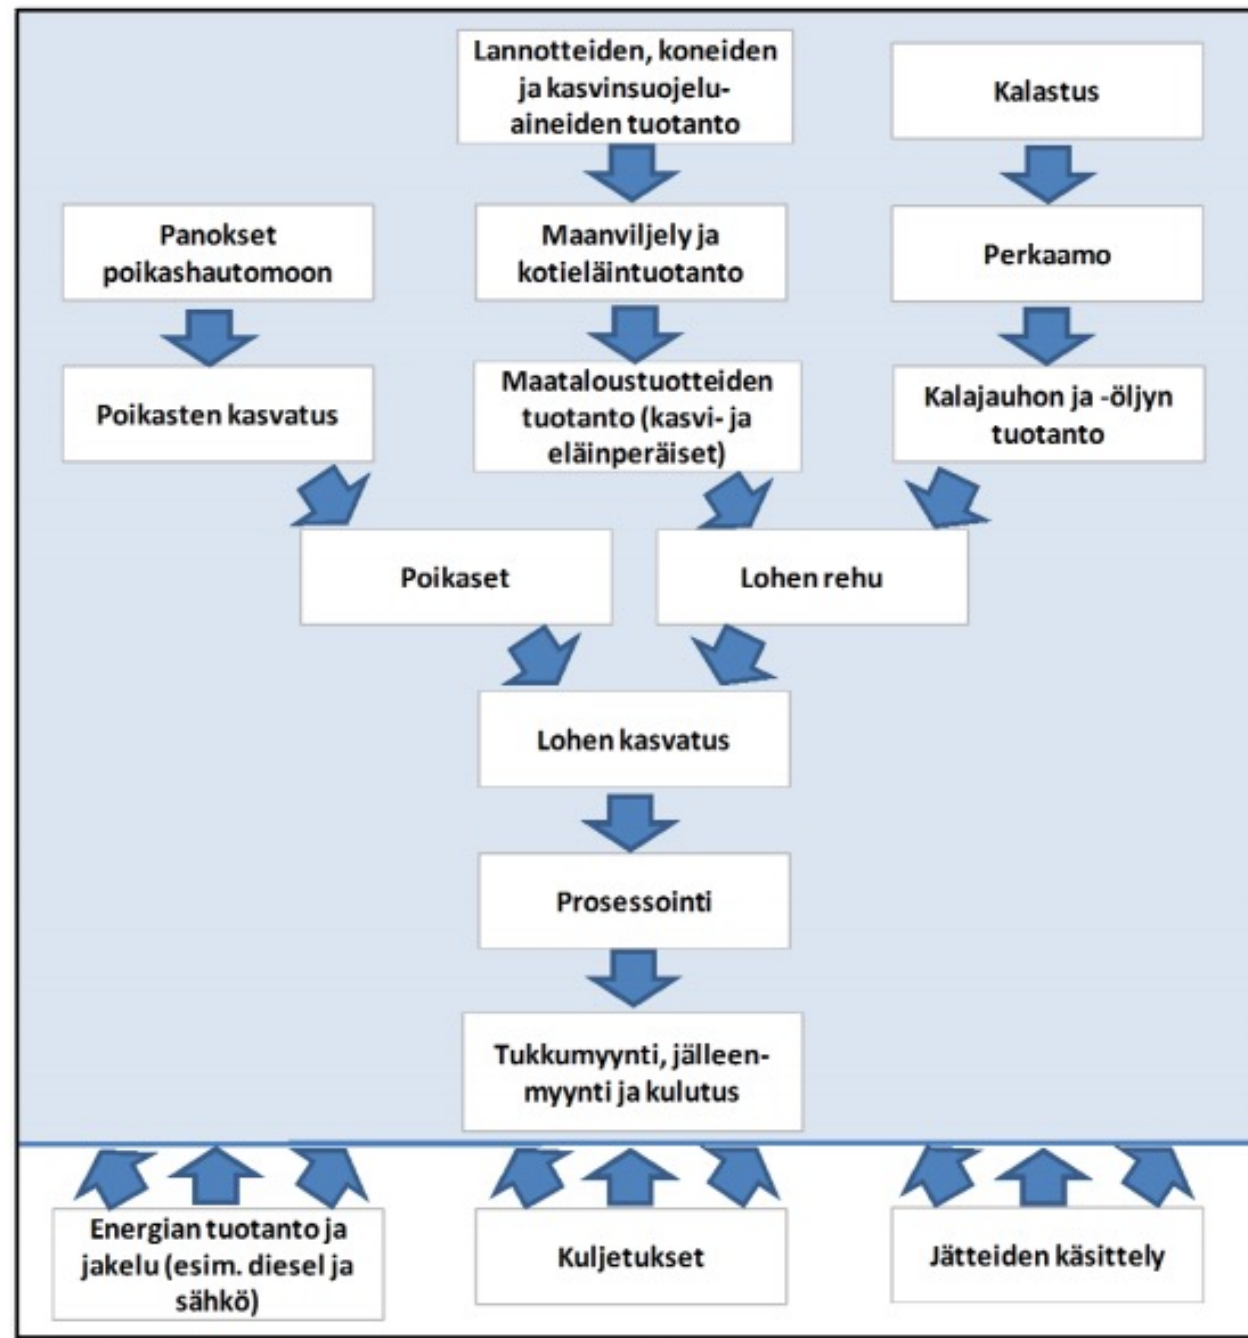 Lannotteiden, koneiden
ja kasvinsuojelu-
aineiden tuotanto
Kalastus
Panokset
poikashautomoon
Maanviljely ja
kotieläintuotanto
Perkaamo
Poikasten kasvatus
Maataloustuotteiden
tuotanto (kasvi- ja
eläinperäiset)
Kalajauhon ja -öljyn
tuotanto
Poikaset
Lohen rehu
Lohen kasvatus
Prosessointi
Tukkumyynti, jälleen-
myynti ja kulutus
Energian tuotanto ja
jakelu (esim. diesel ja
sähkö)
Kuljetukset
Jätteiden käsittely